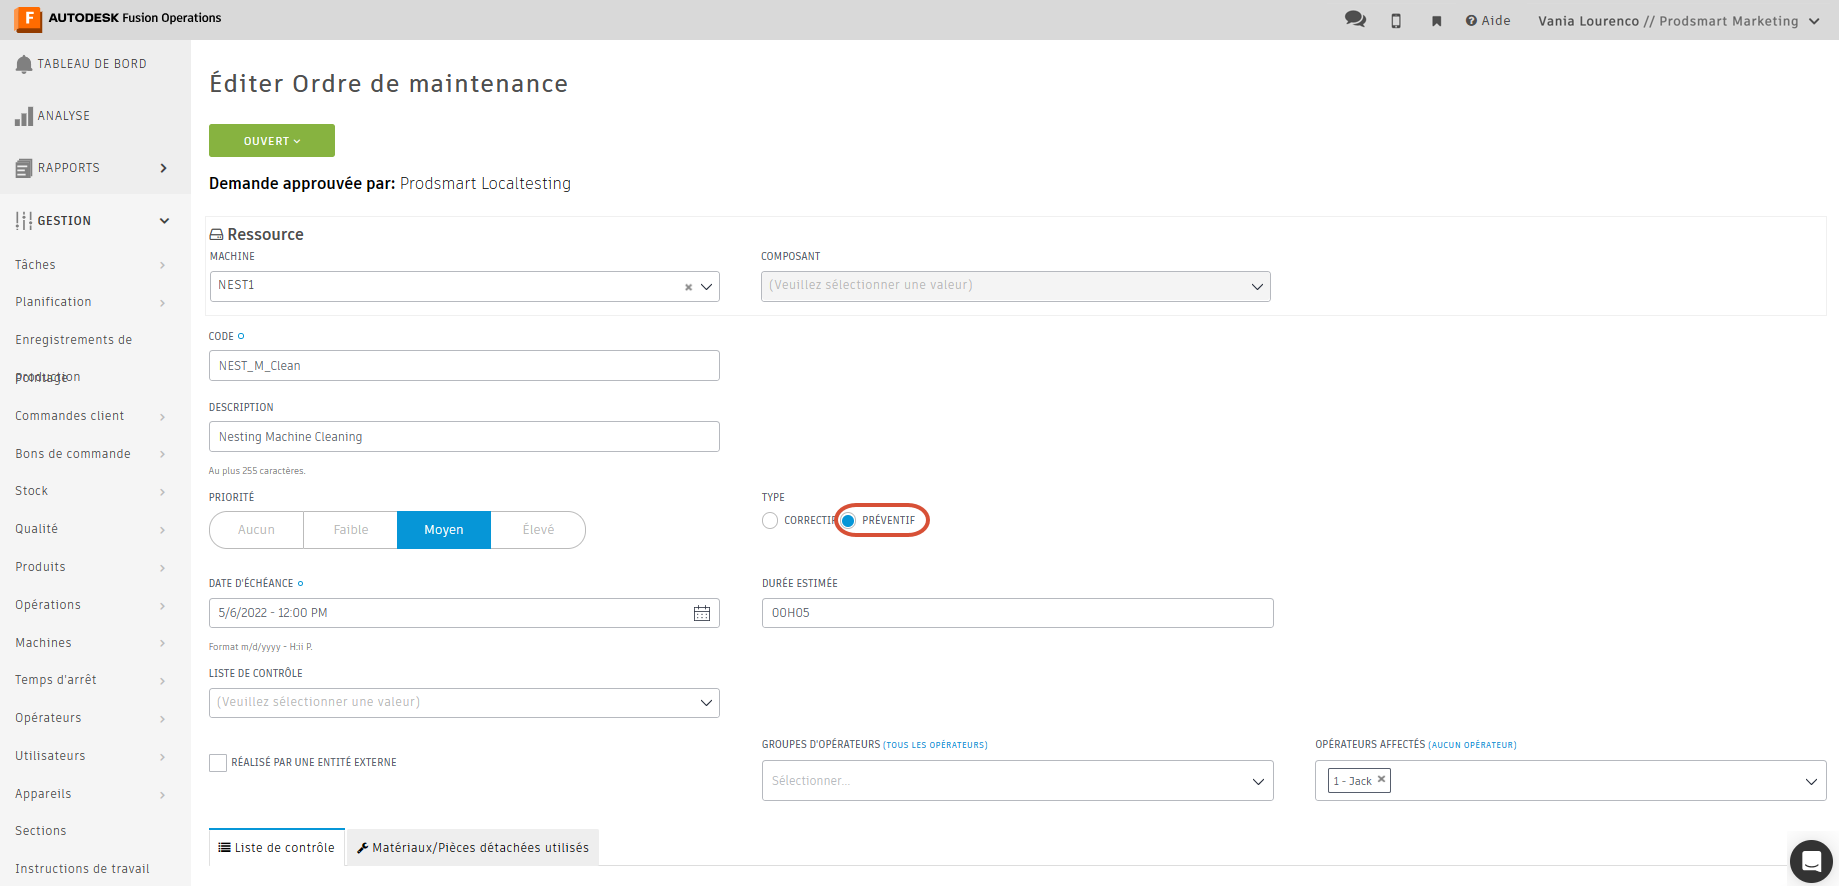 F AUTODESK Fusion Operations
Aide
Vania Lourenco // Prodsmart Marketing
TABLEAU DE BORD
ANALYSE
RAPPORTS
GESTION
Tâches
Planification
Enregistrements de
production
Pointage
Commandes client
Bons de commande
Stock
Qualité
Produits
Opérations
Machines
Temps d'arrêt
Opérateurs
Utilisateurs
Appareils
Sections
Instructions de travail
Éditer Ordre de maintenance
OUVERT
Demande approuvée par: Prodsmart Localtesting
Ressource
MACHINE
NEST1
COMPOSANT
(Veuillez sélectionner une valeur)
CODE
NEST_M_Clean
DESCRIPTION
Nesting Machine Cleaning
Au plus 255 caractères.
PRIORITÉ
Aucun Faible Moyen Élevé
TYPE
CORRECTIF PRÉVENTIF
DATE D'ÉCHÉANCE
5/6/2022 - 12:00 PM
Format m/d/yyyy - H:ii P.
DURÉE ESTIMÉE
00H05
LISTE DE CONTRÔLE
(Veuillez sélectionner une valeur)
RÉALISÉ PAR UNE ENTITÉ EXTERNE
GROUPES D'OPÉRATEURS (TOUS LES OPÉRATEURS)
Sélectionner...
OPÉRATEURS AFFECTÉS (AUCUN OPÉRATEUR)
1 - Jack
Liste de contrôle
Matériaux/Pièces détachées utilisés